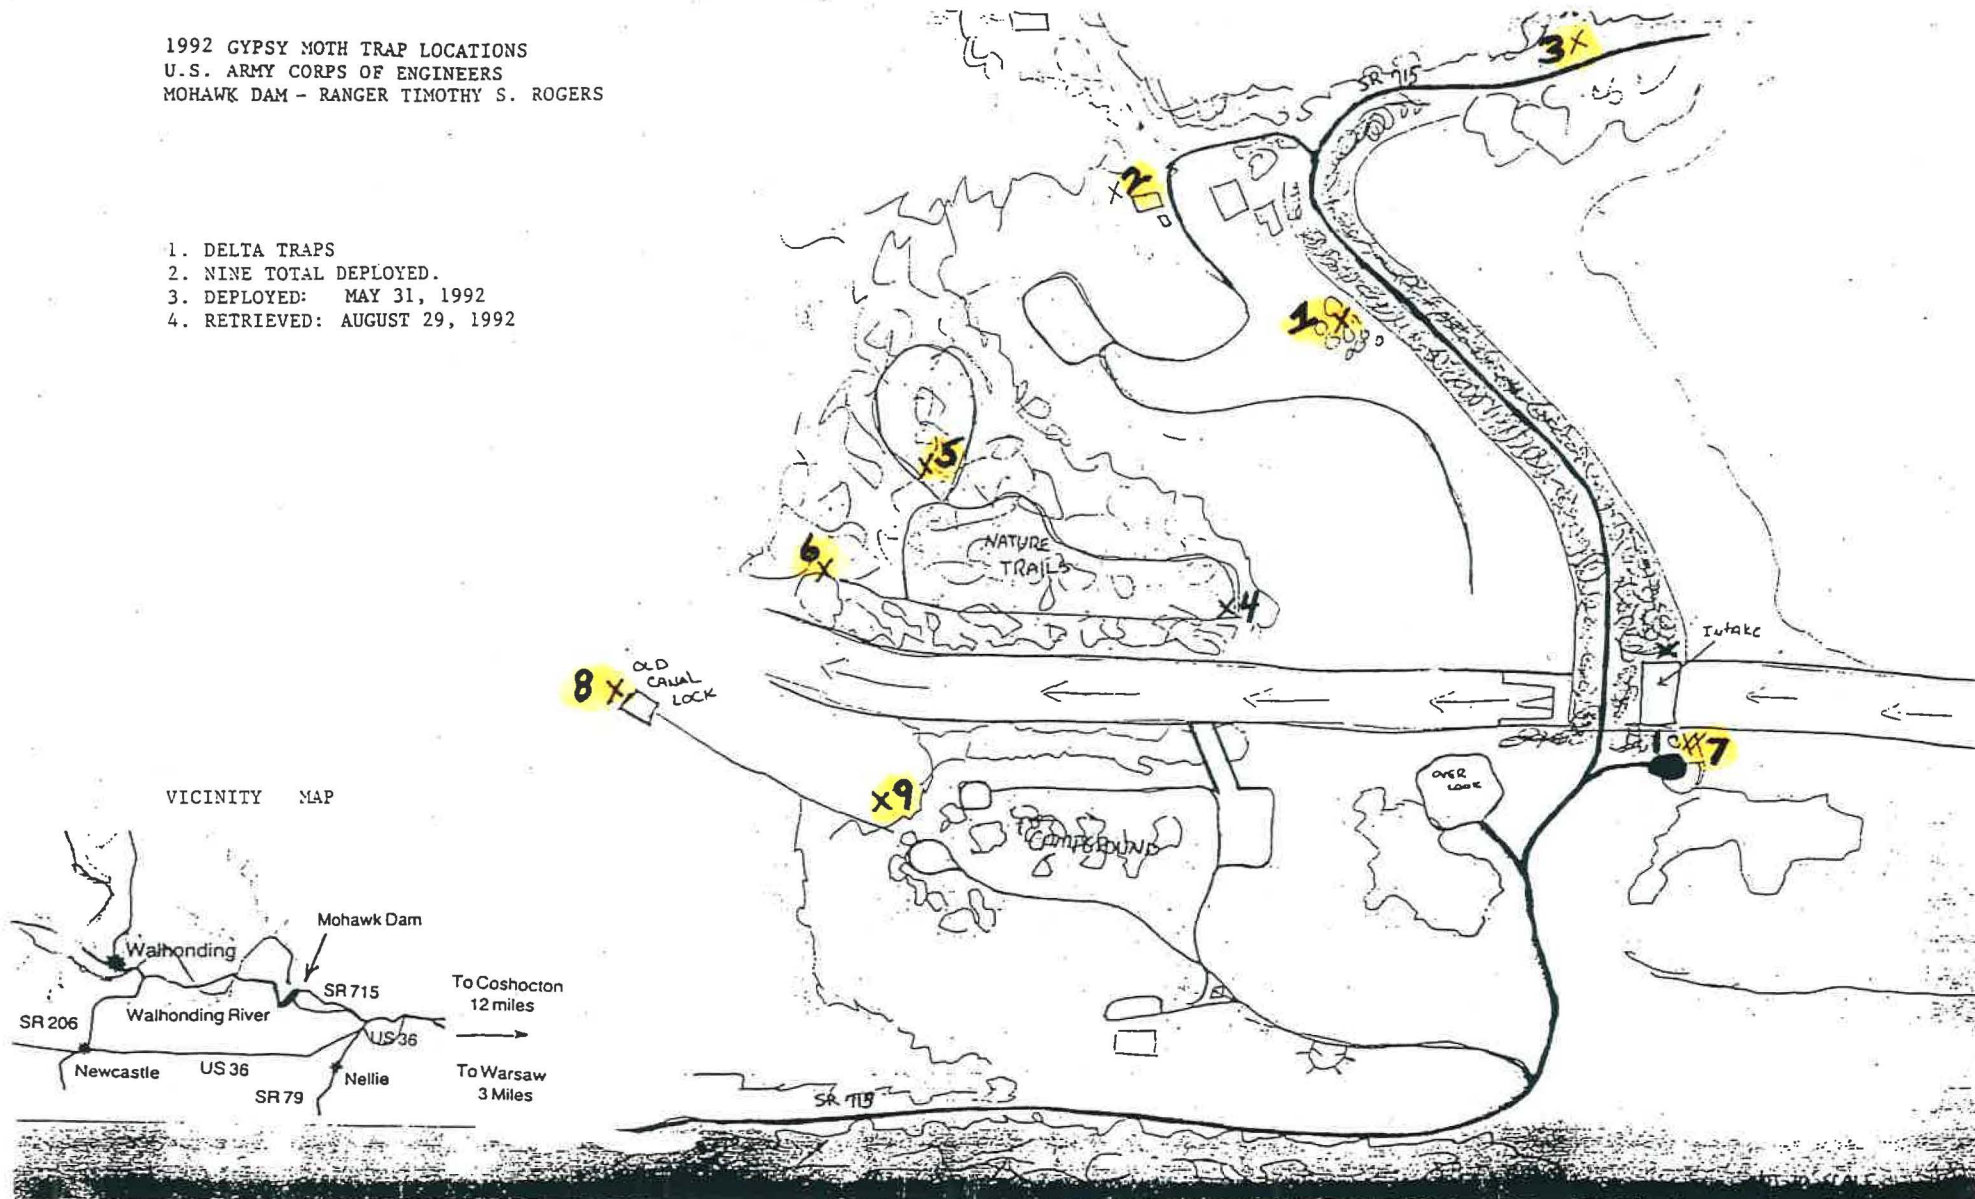 1992 GYPSY MOTH TRAP LOCATIONS
U.S. ARMY CORPS OF ENGINEERS
MOHAWK DAM - RANGER TIMOTHY S. ROGERS
1. DELTA TRAPS
2. NINE TOTAL DEPLOYED.
3. DEPLOYED: MAY 31, 1992
4. RETRIEVED: AUGUST 29, 1992
3X
SR 715
X 2
1 X
X5
6 X
NATURE
TRAILS
X 4
X
INTAKE
8 X
OLD
CANAL
LOCK
XX 7
X9
OVER
LOOK
CAMPGROUND
SR 715
VICINITY MAP
Mohawk Dam
Walhonding
SR 715
To Coshocton
12 miles
SR 206
Walhonding River
US 36
Newcastle
US 36
Nellie
To Warsaw
3 Miles
SR 79